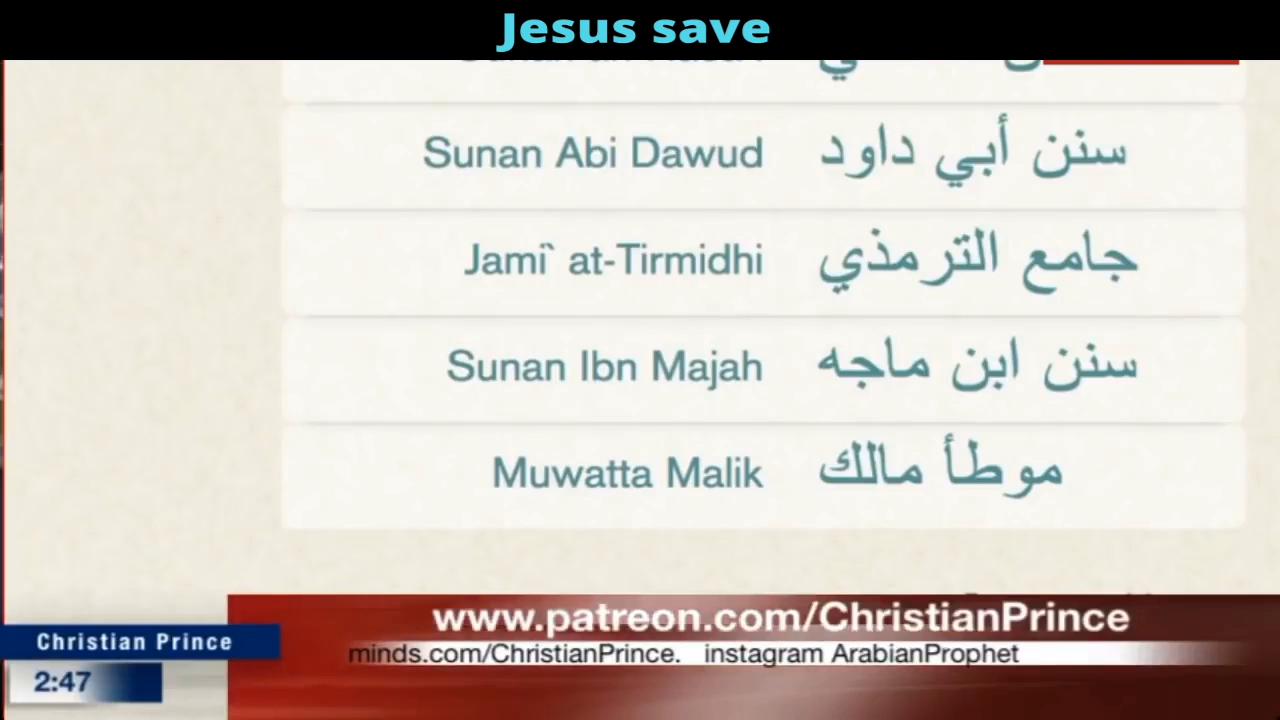 Jesus save
Sunan Abi Dawud سنن أبي داود
Jami` at-Tirmidhi جامع الترمذي
Sunan Ibn Majah سنن ابن ماجه
Muwatta Malik موطأ مالك
www.patreon.com/ChristianPrince
Christian Prince
minds.com/ChristianPrince. instagram ArabianProphet
2:47